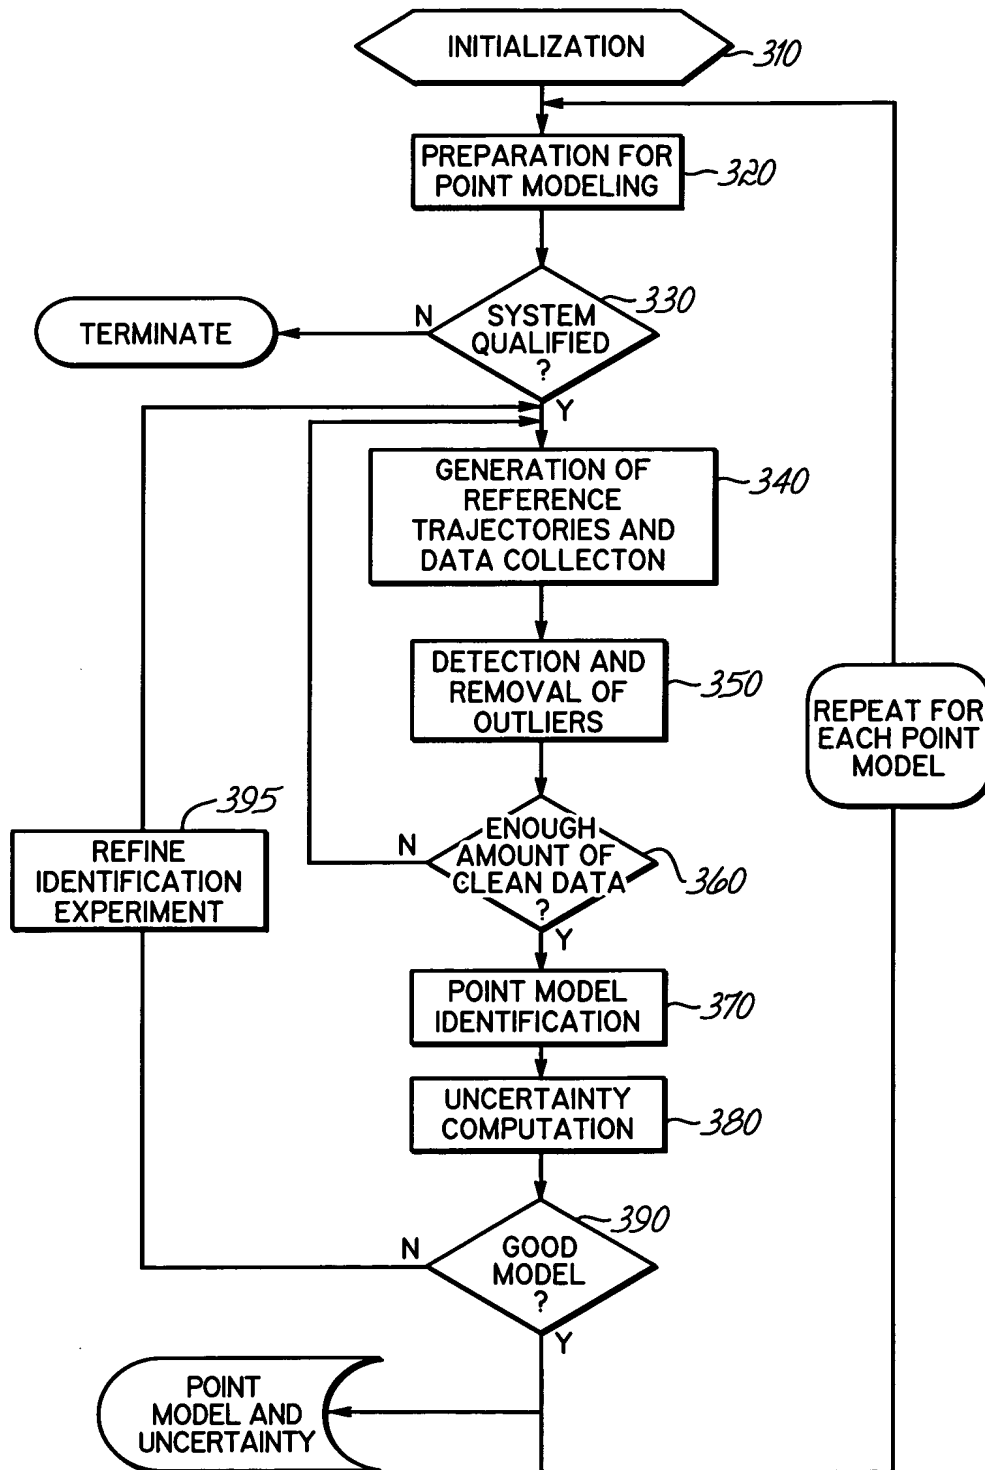 INITIALIZATION
310
PREPARATION FOR
POINT MODELING
320
SYSTEM
QUALIFIED
?
330
N
TERMINATE
Y
GENERATION OF
REFERENCE
TRAJECTORIES AND
DATA COLLECTON
340
DETECTION AND
REMOVAL OF
OUTLIERS
350
REPEAT FOR
EACH POINT
MODEL
ENOUGH
AMOUNT OF
CLEAN DATA
?
360
N
Y
395
REFINE
IDENTIFICATION
EXPERIMENT
POINT MODEL
IDENTIFICATION
370
UNCERTAINTY
COMPUTATION
380
GOOD
MODEL
?
390
N
Y
POINT
MODEL AND
UNCERTAINTY